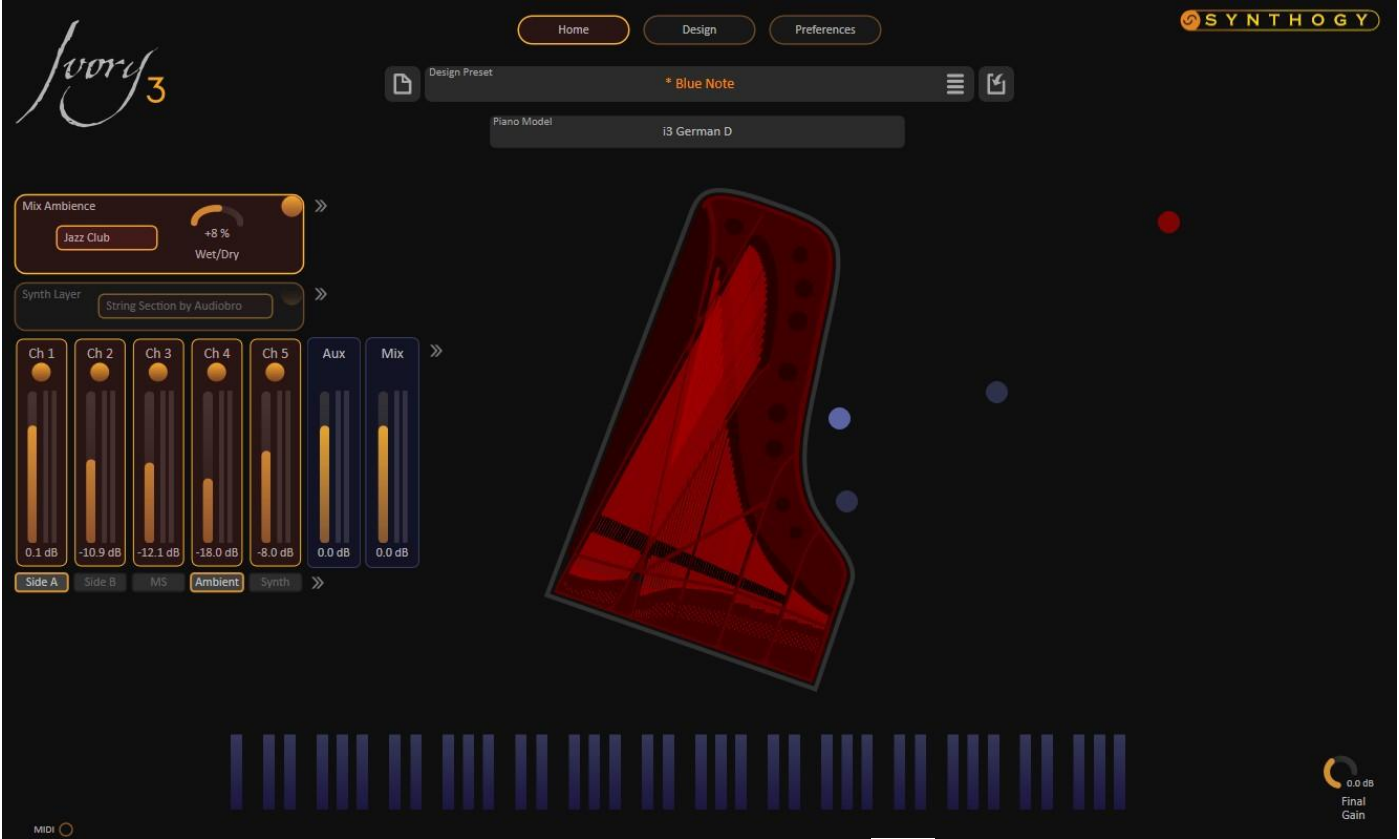 Ivory 3
SYNTHOGY
Home Design Preferences
Design Preset
* Blue Note
Piano Model
i3 German D
Mix Ambience
Jazz Club
+8 %
Wet/Dry
Synth Layer
String Section by Audiobro
Ch 1 Ch 2 Ch 3 Ch 4 Ch 5 Aux Mix
0.1 dB -10.9 dB -12.1 dB -18.0 dB -8.0 dB 0.0 dB 0.0 dB
Side A Side B MS Ambient Synth
0.0 dB
Final
Gain
MIDI